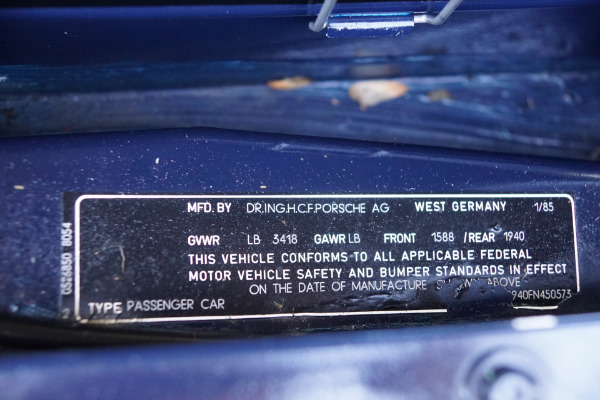 MFD. BY DR.ING.H.C.F.PORSCHE AG WEST GERMANY 1/85
GVWR LB 3418 GAWR LB FRONT 1588 /REAR 1940
THIS VEHICLE CONFORMS TO ALL APPLICABLE FEDERAL
MOTOR VEHICLE SAFETY AND BUMPER STANDARDS IN EFFECT
ON THE DATE OF MANUFACTURE ABOVE
940FN450573
TYPE PASSENGER CAR